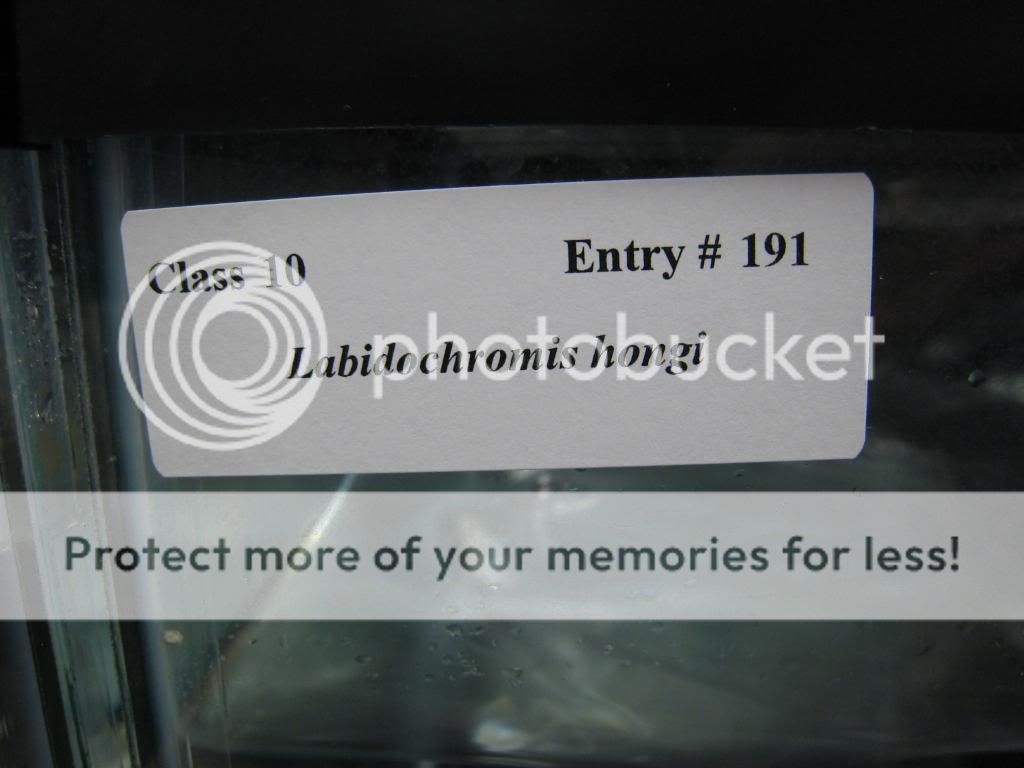 Class 10 Entry # 191
Labidochromis hongi
photobucket
Protect more of your memories for less!